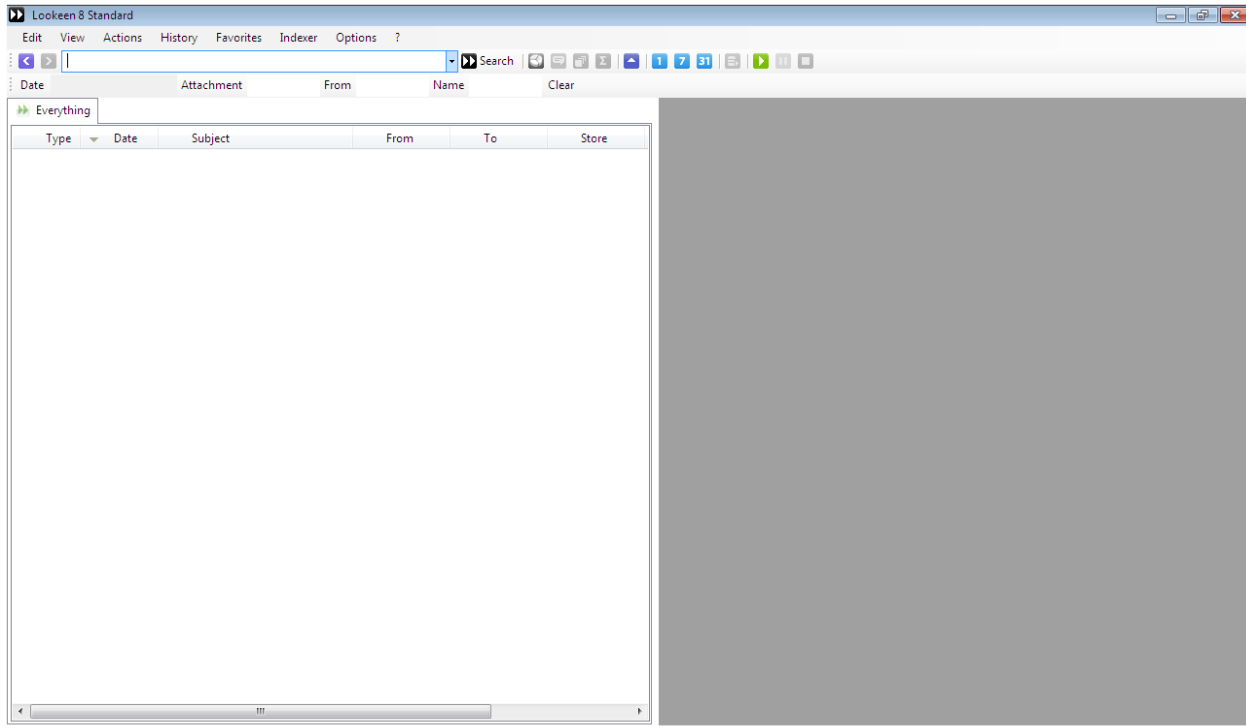 Lookeen 8 Standard
Edit View Actions History Favorites Indexer Options ?
Search Σ 1 7 31
Date Attachment From Name Clear
Everything
Type Date Subject From To Store